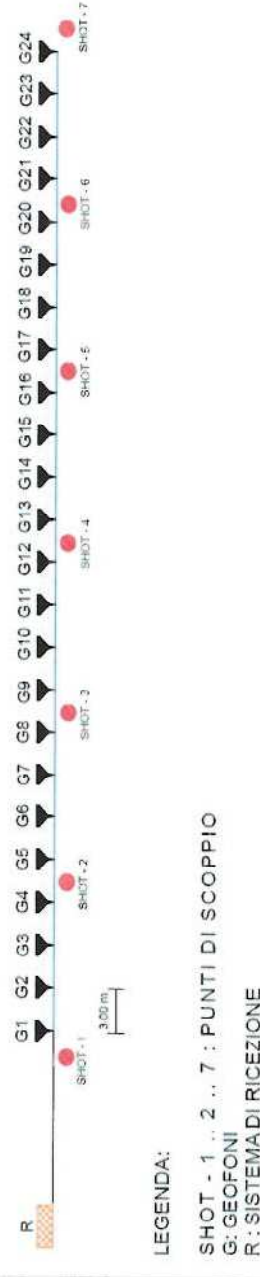 R G1 G2 G3 G4 G5 G6 G7 G8 G9 G10 G11 G12 G13 G14 G15 G16 G17 G18 G19 G20 G21 G22 G23 G24
SHOT - 1 SHOT - 2 SHOT - 3 SHOT - 4 SHOT - 5 SHOT - 6 SHOT - 7
3.00 m
LEGENDA:
SHOT - 1 .. 2 .. 7 : PUNTI DI SCOPPIO
G: GEOFONI
R : SISTEMA DI RICEZIONE